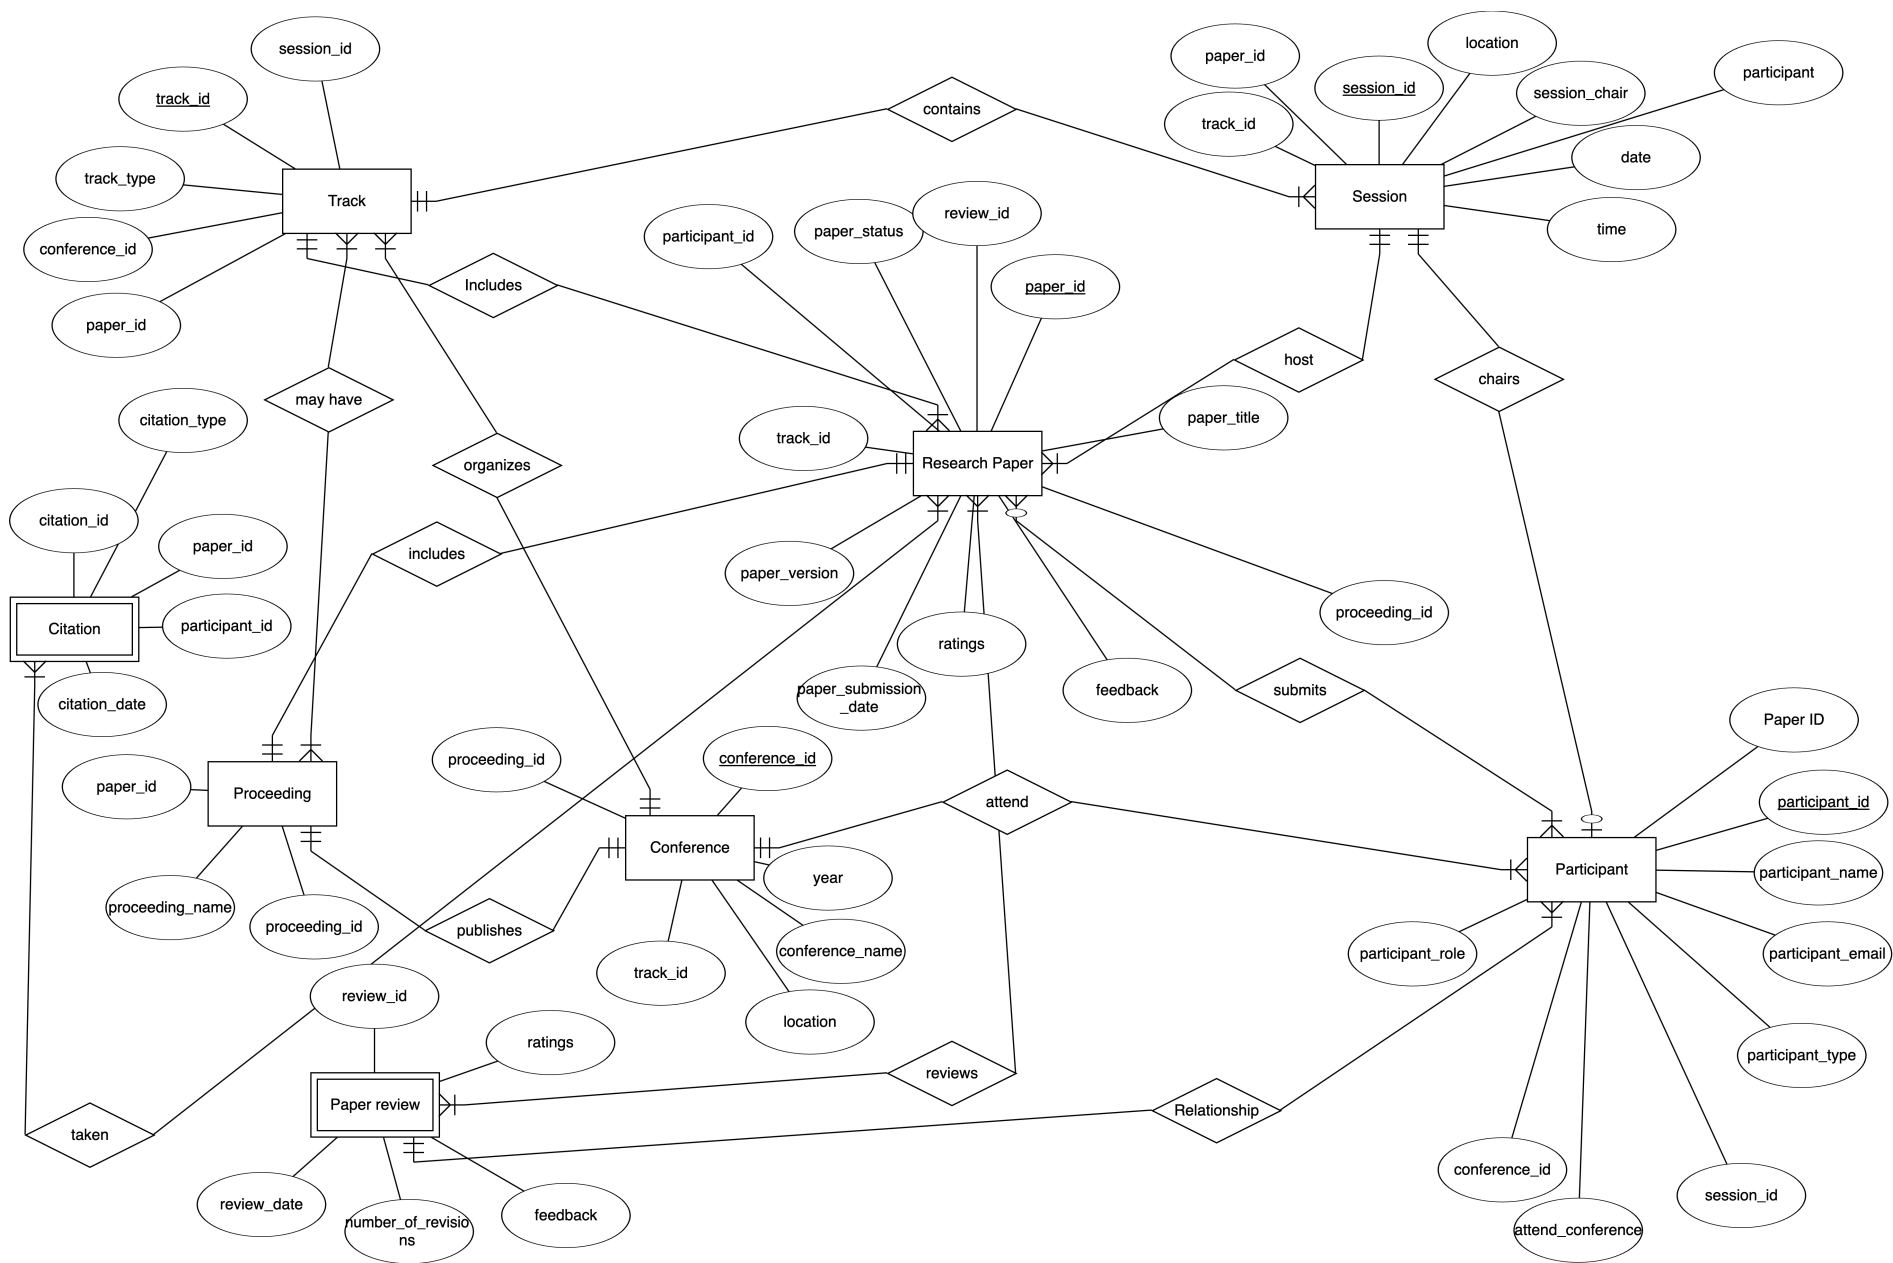 session_id
location
paper_id
participant
session_id
session_chair
track_id
contains
track_id
date
track_type
Track
Session
review_id
paper_status
participant_id
time
conference_id
Includes
paper_id
paper_id
host
chairs
may have
citation_type
paper_title
track_id
organizes
Research Paper
citation_id
paper_id
includes
paper_version
proceeding_id
Citation
participant_id
ratings
paper_submission
_date
feedback
submits
citation_date
Paper ID
proceeding_id
conference_id
paper_id
Proceeding
attend
participant_id
Conference
year
Participant
participant_name
proceeding_name
proceeding_id
publishes
conference_name
participant_role
participant_email
track_id
review_id
location
ratings
participant_type
reviews
Paper review
Relationship
taken
conference_id
session_id
review_date
number_of_revisio
ns
feedback
attend_conference